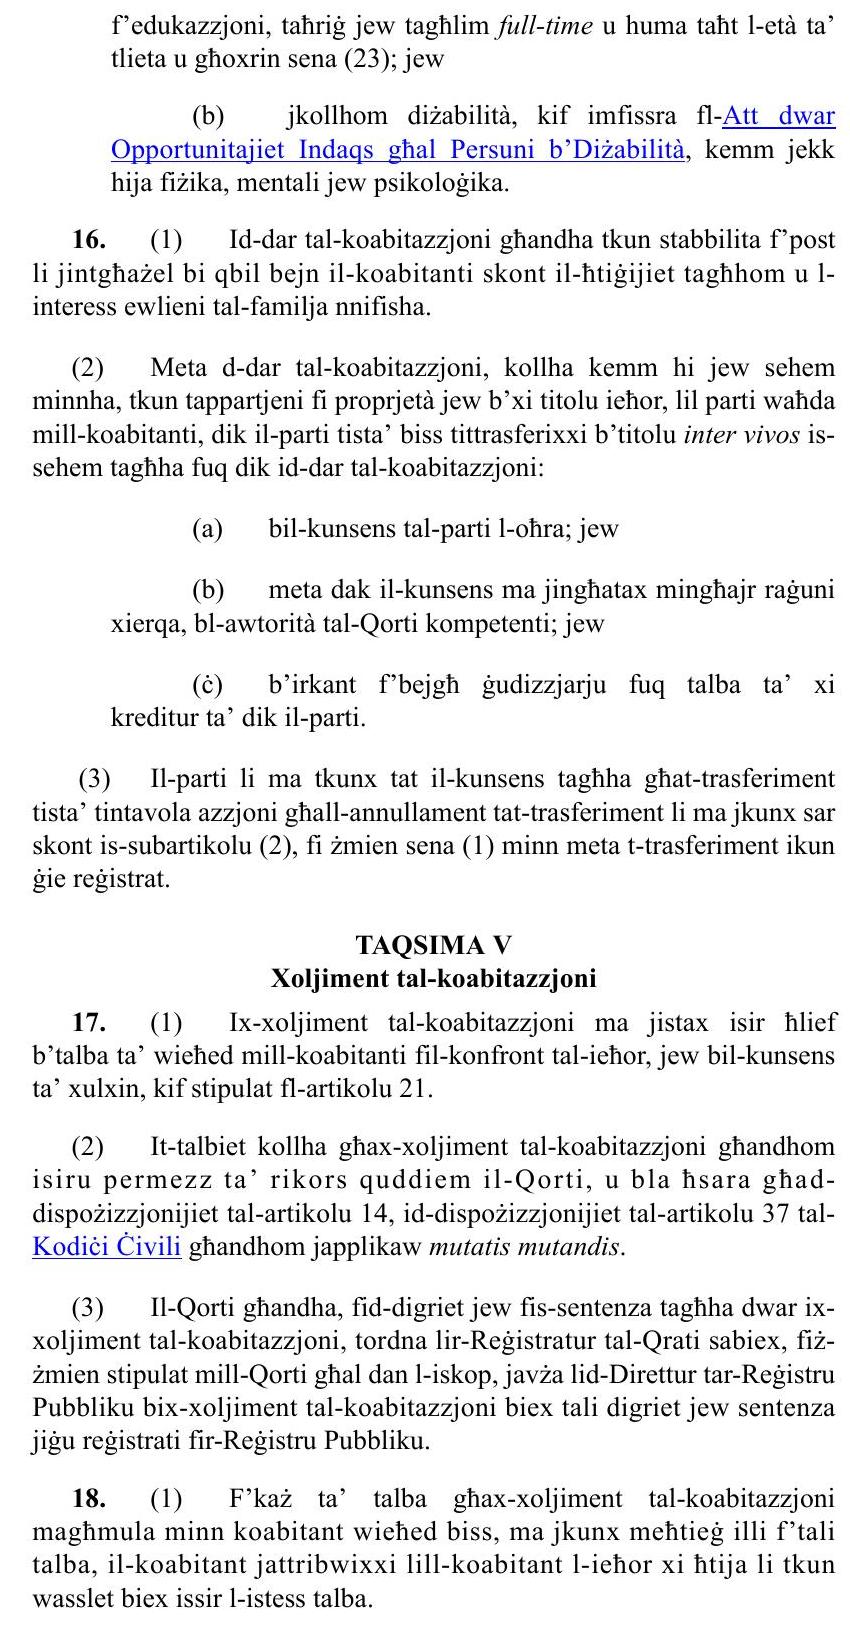 f’edukazzjoni, taħriġ jew tagħlim full-time u huma taħt l-età ta’
tlieta u għoxrin sena (23); jew
(b) jkollhom diżabilità, kif imfissra fl-Att dwar
Opportunitajiet Indaqs għal Persuni b’Diżabilità, kemm jekk
hija fiżika, mentali jew psikoloġika.
16. (1) Id-dar tal-koabitazzjoni għandha tkun stabbilita f’post
li jintgħażel bi qbil bejn il-koabitanti skont il-ħtiġijiet tagħhom u l-
interess ewlieni tal-familja nnifisha.
(2) Meta d-dar tal-koabitazzjoni, kollha kemm hi jew sehem
minnha, tkun tappartjeni fi proprjetà jew b’xi titolu ieħor, lil parti waħda
mill-koabitanti, dik il-parti tista’ biss tittrasferixxi b’titolu inter vivos is-
sehem tagħha fuq dik id-dar tal-koabitazzjoni:
(a) bil-kunsens tal-parti l-oħra; jew
(b) meta dak il-kunsens ma jingħatax mingħajr raġuni
xierqa, bl-awtorità tal-Qorti kompetenti; jew
(ċ) b’irkant f’bejgħ ġudizzjarju fuq talba ta’ xi
kreditur ta’ dik il-parti.
(3) Il-parti li ma tkunx tat il-kunsens tagħha għat-trasferiment
tista’ tintavola azzjoni għall-annullament tat-trasferiment li ma jkunx sar
skont is-subartikolu (2), fi żmien sena (1) minn meta t-trasferiment ikun
ġie reġistrat.
TAQSIMA V
Xoljiment tal-koabitazzjoni
17. (1) Ix-xoljiment tal-koabitazzjoni ma jistax isir ħlief
b’talba ta’ wieħed mill-koabitanti fil-konfront tal-ieħor, jew bil-kunsens
ta’ xulxin, kif stipulat fl-artikolu 21.
(2) It-talbiet kollha għax-xoljiment tal-koabitazzjoni għandhom
isiru permezz ta’ rikors quddiem il-Qorti, u bla ħsara għad-
dispożizzjonijiet tal-artikolu 14, id-dispożizzjonijiet tal-artikolu 37 tal-
Kodiċi Ċivili għandhom japplikaw mutatis mutandis.
(3) Il-Qorti għandha, fid-digriet jew fis-sentenza tagħha dwar ix-
xoljiment tal-koabitazzjoni, tordna lir-Reġistratur tal-Qrati sabiex, fiż-
żmien stipulat mill-Qorti għal dan l-iskop, javża lid-Direttur tar-Reġistru
Pubbliku bix-xoljiment tal-koabitazzjoni biex tali digriet jew sentenza
jiġu reġistrati fir-Reġistru Pubbliku.
18. (1) F’każ ta’ talba għax-xoljiment tal-koabitazzjoni
magħmula minn koabitant wieħed biss, ma jkunx meħtieġ illi f’tali
talba, il-koabitant jattribwixxi lill-koabitant l-ieħor xi ħtija li tkun
wasslet biex issir l-istess talba.